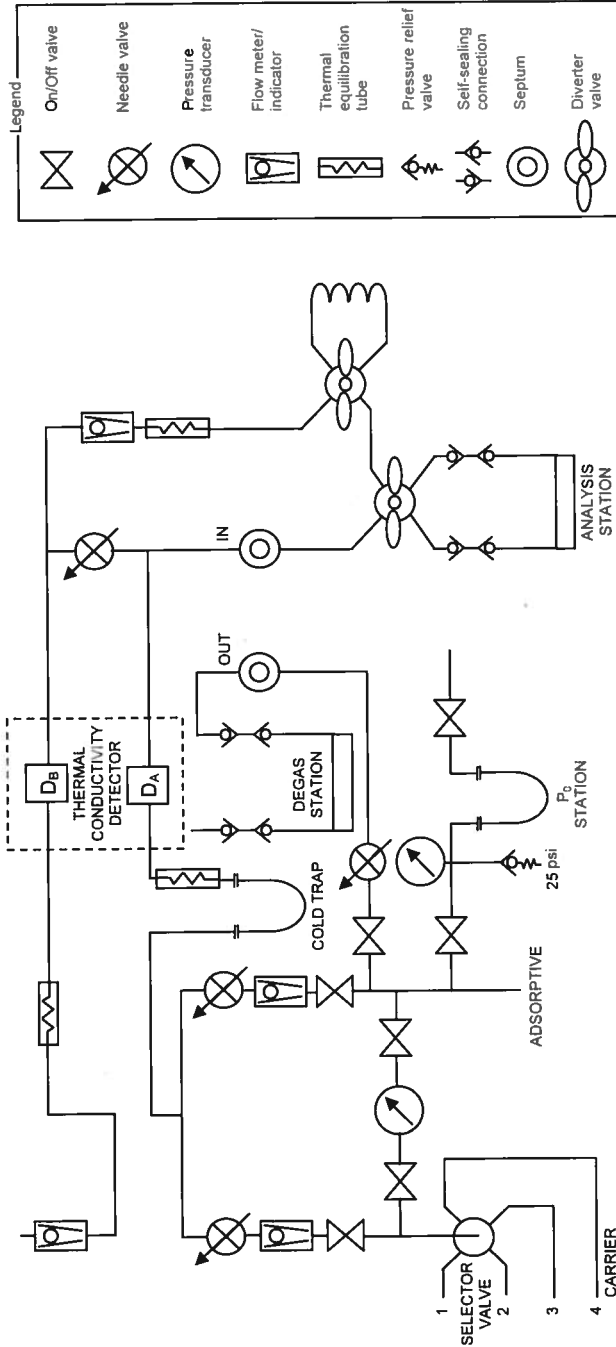 Legend
On/Off valve
Needle valve
Pressure
transducer
Flow meter/
indicator
Thermal
equilibration
tube
Pressure relief
valve
Self-sealing
connection
Septum
Diverter
valve
DB
THERMAL
CONDUCTIVITY
DETECTOR
DA
IN
OUT
DEGAS
STATION
COLD TRAP
ANALYSIS
STATION
P0
STATION
25 psi
ADSORPTIVE
1
SELECTOR
VALVE
2
3
4
CARRIER